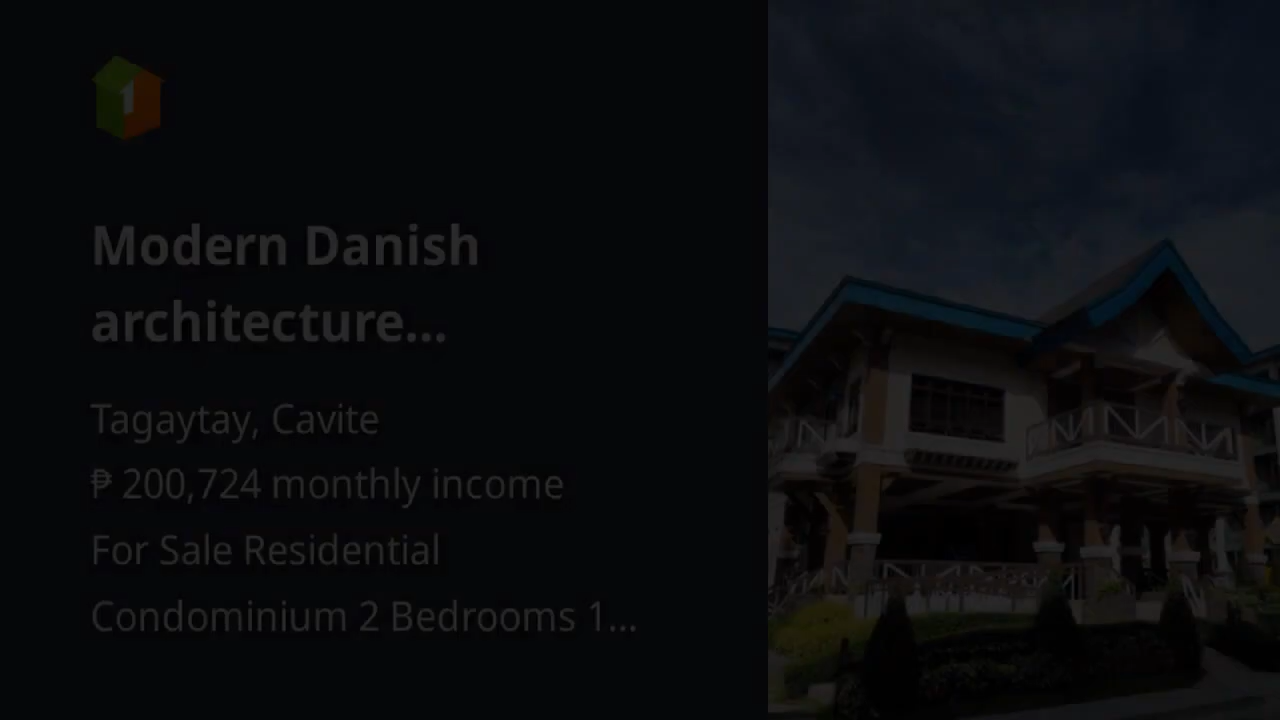 Modern Danish
architecture...
Tagaytay, Cavite
₱ 200,724 monthly income
For Sale Residential
Condominium 2 Bedrooms 1...